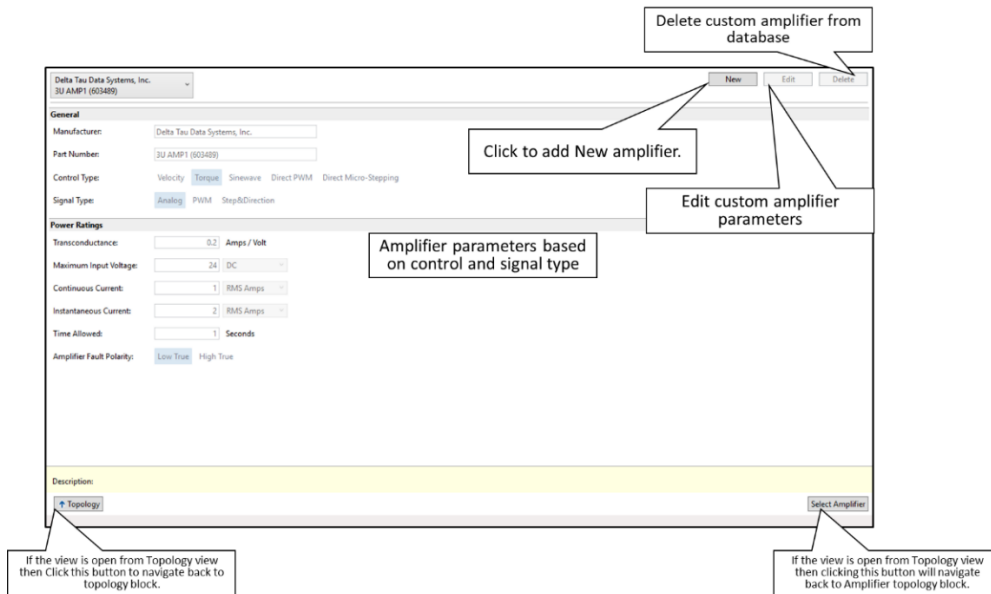 Delete custom amplifier from
database
Delta Tau Data Systems, Inc.
3U AMP1 (603489)
New
Edit
Delete
General
Manufacturer:
Delta Tau Data Systems, Inc.
Part Number:
3U AMP1 (603489)
Click to add New amplifier.
Control Type:
Velocity Torque Sinewave Direct PWM Direct Micro-Stepping
Signal Type:
Analog PWM Step&Direction
Edit custom amplifier
parameters
Power Ratings
Transconductance:
0.2 Amps / Volt
Amplifier parameters based
on control and signal type
Maximum Input Voltage:
24 DC
Continuous Current:
1 RMS Amps
Instantaneous Current:
2 RMS Amps
Time Allowed:
1 Seconds
Amplifier Fault Polarity:
Low True High True
Description:
Topology
Select Amplifier
If the view is open from Topology view
then Click this button to navigate back to
topology block.
If the view is open from Topology view
then clicking this button will navigate
back to Amplifier topology block.